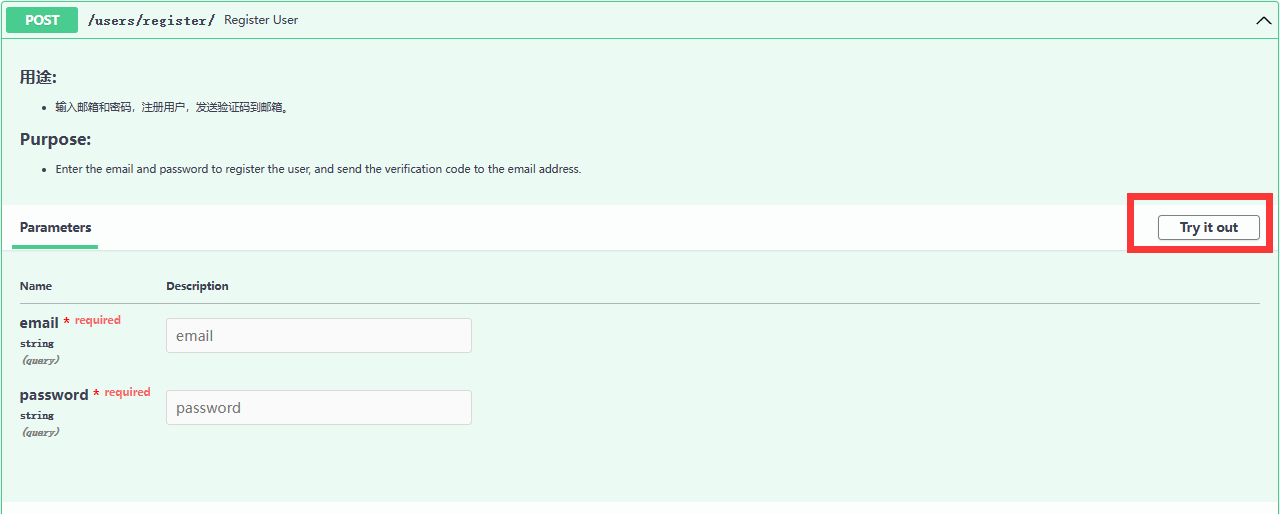 POST /users/register/ Register User
用途:
输入邮箱和密码，注册用户，发送验证码到邮箱。
Purpose:
Enter the email and password to register the user, and send the verification code to the email address.
Parameters
Try it out
Name Description
email * required
string
(query)
email
password * required
string
(query)
password